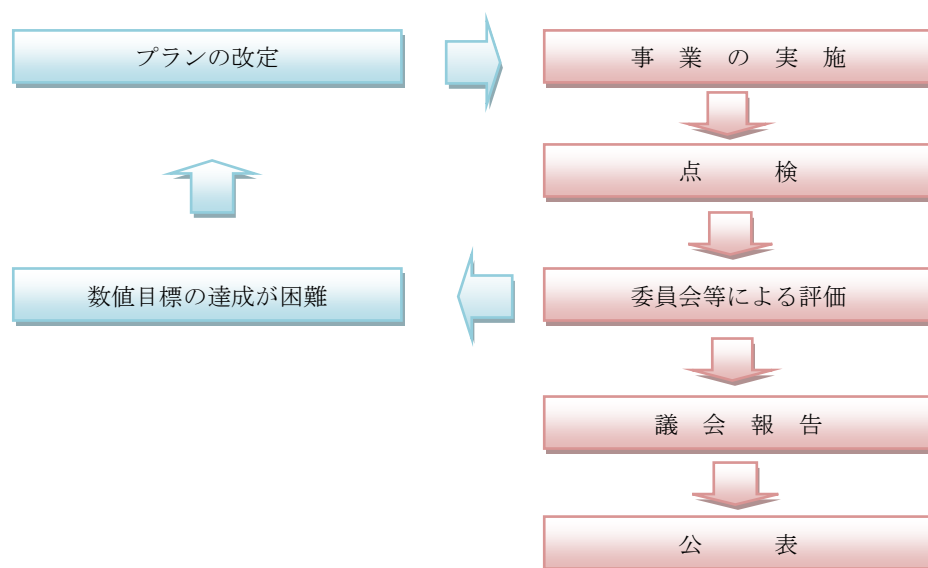 プランの改定
事　業　の　実　施
点　　　検
数値目標の達成が困難
委員会等による評価
議　会　報　告
公　　　表